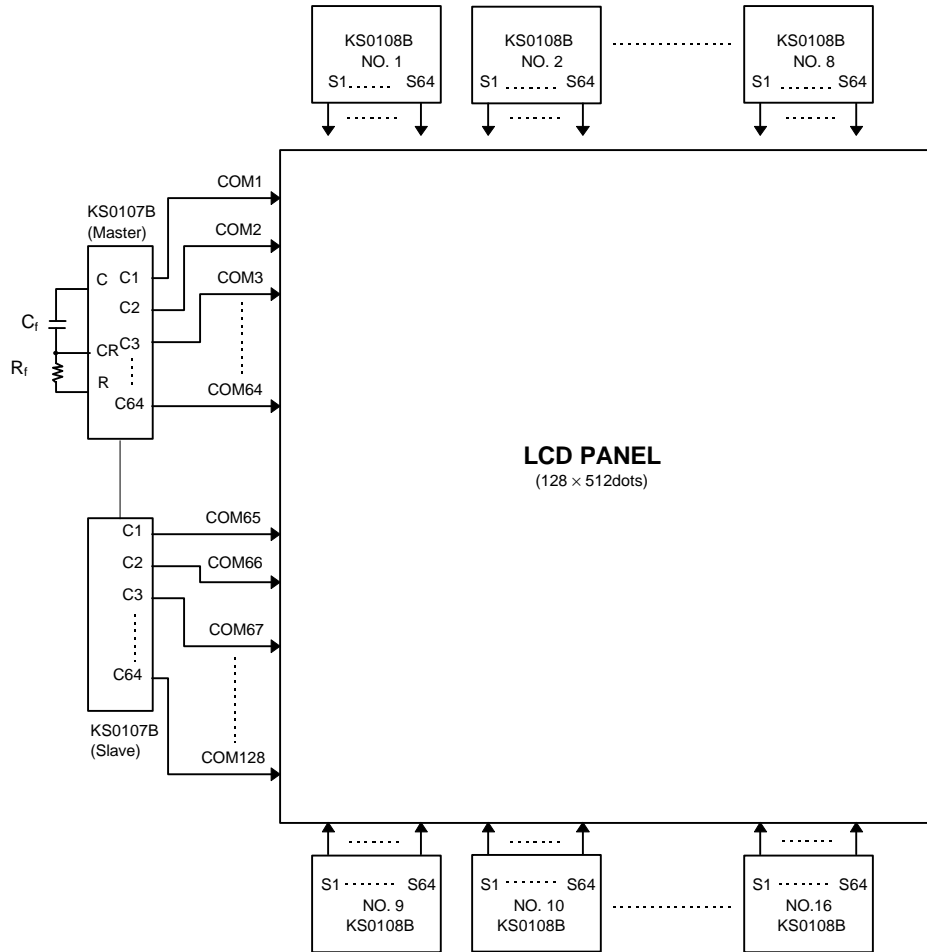 KS0108B
NO. 1
S1 ...... S64
KS0108B
NO. 2
S1 ....... S64
KS0108B
NO. 8
S1 ....... S64
KS0107B
(Master)
C
CR
R
Cf
Rf
C1
C2
C3
C64
COM1
COM2
COM3
COM64
LCD PANEL
(128 × 512dots)
C1
C2
C3
C64
KS0107B
(Slave)
COM65
COM66
COM67
COM128
S1 ........ S64
NO. 9
KS0108B
S1 ........ S64
NO. 10
KS0108B
S1 ........ S64
NO.16
KS0108B